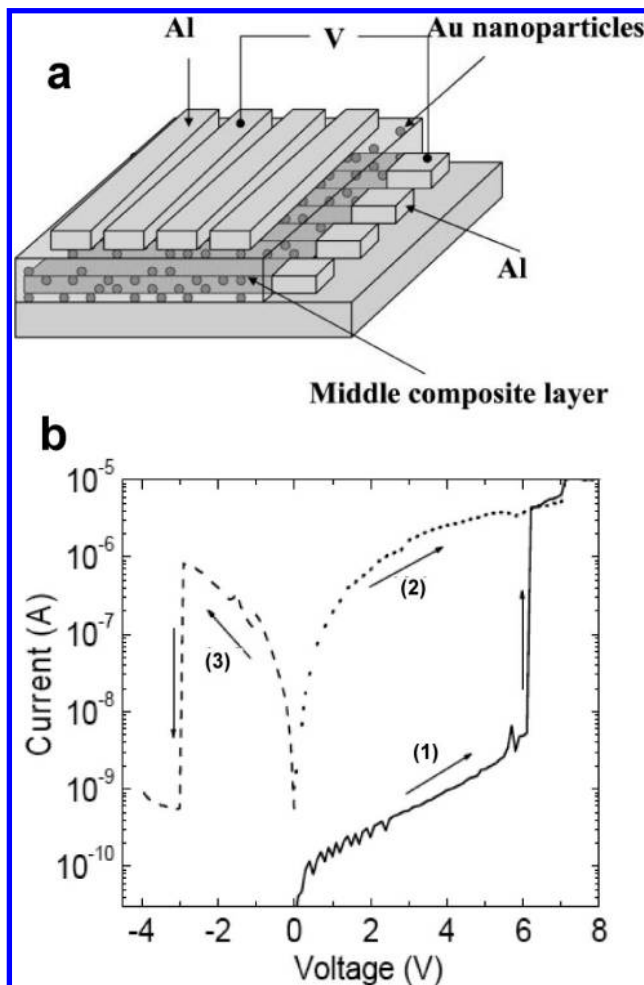 a
Al
V
Au nanoparticles
Al
Middle composite layer
b
10⁻⁵
10⁻⁶
10⁻⁷
10⁻⁸
10⁻⁹
10⁻¹⁰
Current (A)
(1)
(2)
(3)
-4 -2 0 2 4 6 8
Voltage (V)